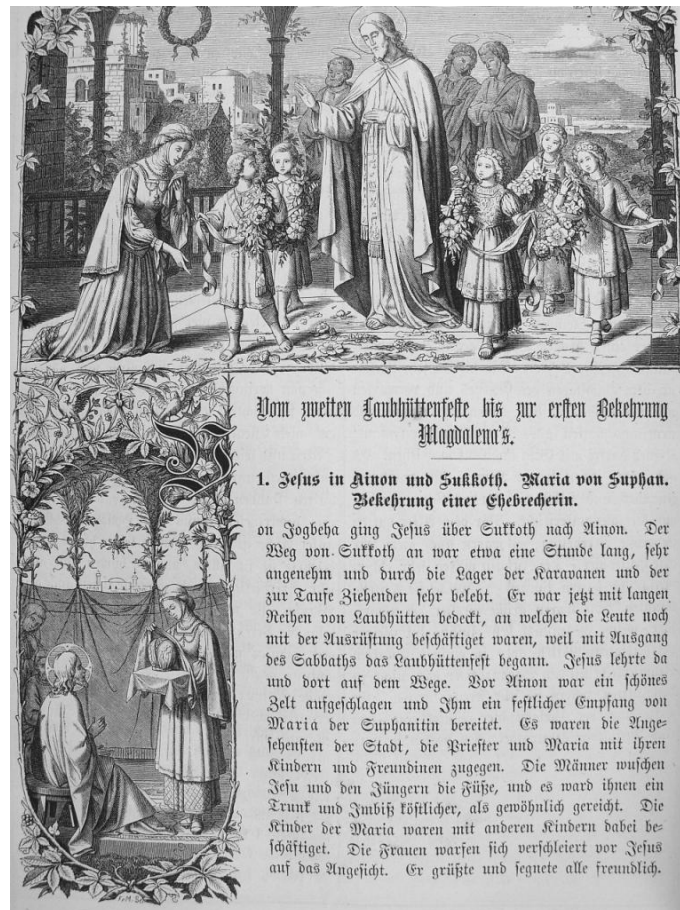 Vom zweiten Laubhüttenfeste bis zur ersten Bekehrung
Magdalena's.
1. Jesus in Ainon und Sukkoth. Maria von Suphan.
Bekehrung einer Ehebrecherin.
Von Jogbeha ging Jesus über Sukkoth nach Ainon. Der
Weg von Sukkoth an war etwa eine Stunde lang, sehr
angenehm und durch die Lager der Karavanen und der
zur Taufe Ziehenden sehr belebt. Er war jetzt mit langen
Reihen von Laubhütten bedeckt, an welchen die Leute noch
mit der Ausrüstung beschäftiget waren, weil mit Ausgang
des Sabbaths das Laubhüttenfest begann. Jesus lehrte da
und dort auf dem Wege. Vor Ainon war ein schönes
Zelt aufgeschlagen und Ihm ein festlicher Empfang von
Maria der Suphanitin bereitet. Es waren die Ange-
sehensten der Stadt, die Priester und Maria mit ihren
Kindern und Freundinen zugegen. Die Männer wuschen
Jesu und den Jüngern die Füße, und es ward ihnen ein
Trunk und Imbiß köstlicher, als gewöhnlich gereicht. Die
Kinder der Maria waren mit anderen Kindern dabei be-
schäftiget. Die Frauen warfen sich verschleiert vor Jesus
auf das Angesicht. Er grüßte und segnete alle freundlich.